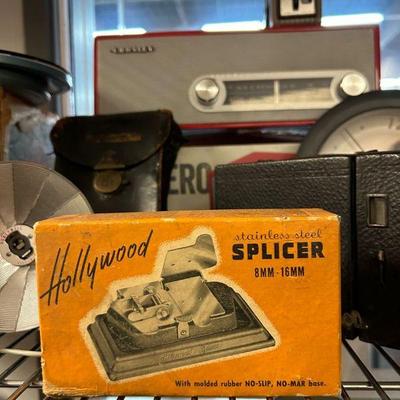 CROSLEY
ERO
Hollywood
stainless steel
SPLICER
8MM - 16MM
With molded rubber NO-SLIP, NO-MAR base.